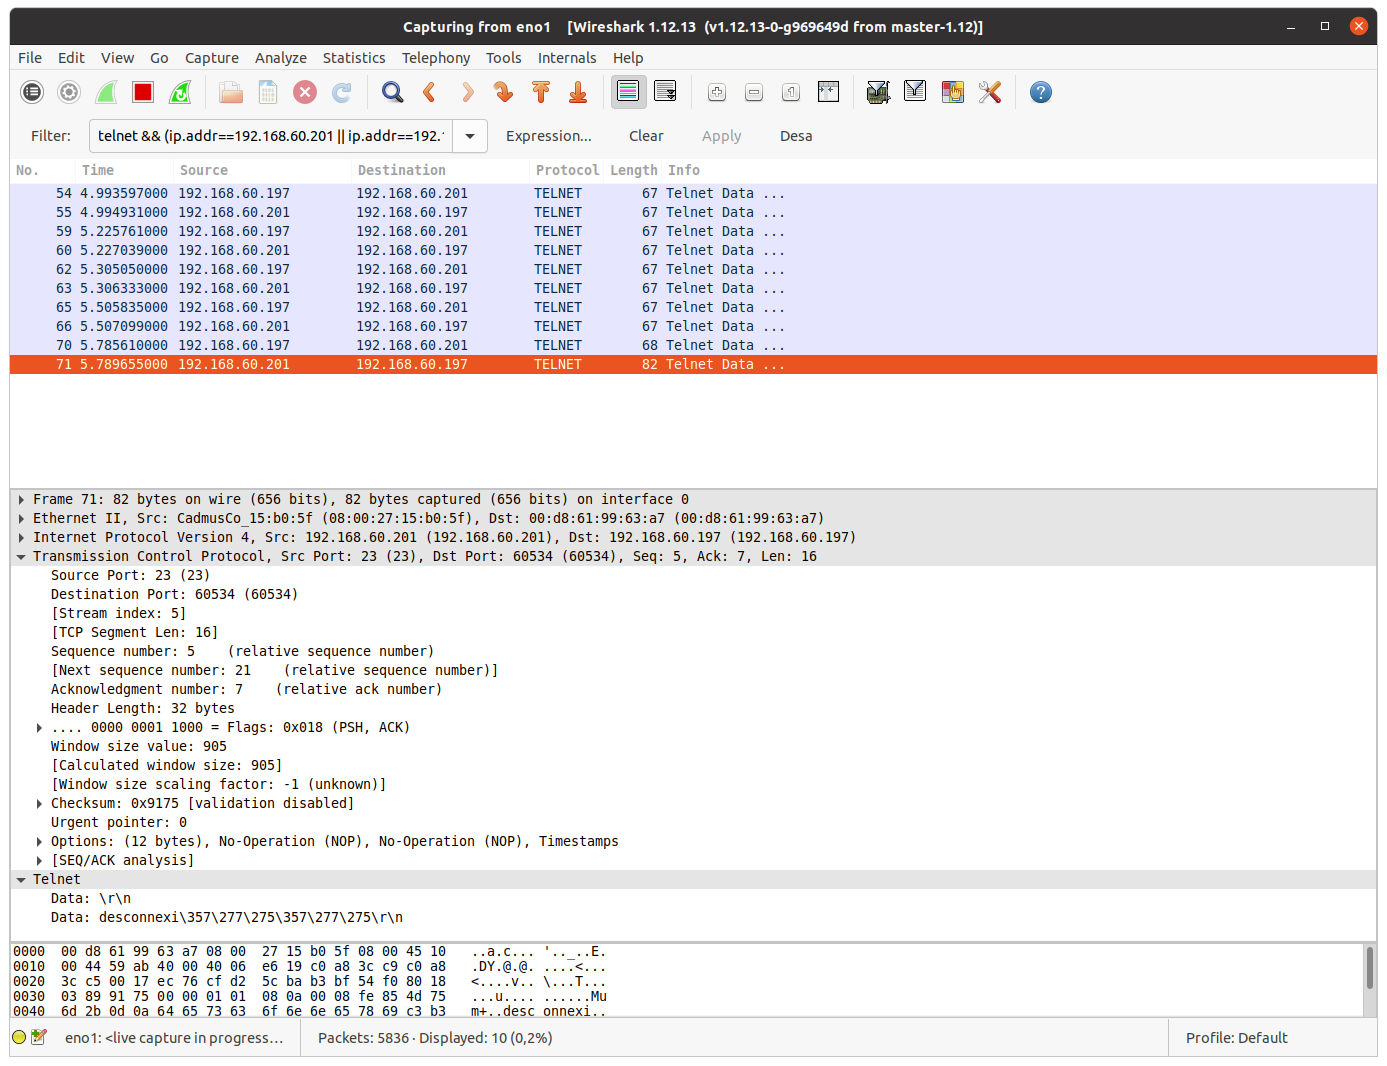 Capturing from eno1    [Wireshark 1.12.13  (v1.12.13-0-g969649d from master-1.12)]
File Edit View Go Capture Analyze Statistics Telephony Tools Internals Help
Filter: telnet && (ip.addr==192.168.60.201 || ip.addr==192. Expression... Clear Apply Desa
No. Time Source Destination Protocol Length Info
54 4.993597000 192.168.60.197 192.168.60.201 TELNET 67 Telnet Data ...
55 4.994931000 192.168.60.201 192.168.60.197 TELNET 67 Telnet Data ...
59 5.225761000 192.168.60.197 192.168.60.201 TELNET 67 Telnet Data ...
60 5.227039000 192.168.60.201 192.168.60.197 TELNET 67 Telnet Data ...
62 5.305050000 192.168.60.197 192.168.60.201 TELNET 67 Telnet Data ...
63 5.306333000 192.168.60.201 192.168.60.197 TELNET 67 Telnet Data ...
65 5.505835000 192.168.60.197 192.168.60.201 TELNET 67 Telnet Data ...
66 5.507099000 192.168.60.201 192.168.60.197 TELNET 67 Telnet Data ...
70 5.785610000 192.168.60.197 192.168.60.201 TELNET 68 Telnet Data ...
71 5.789655000 192.168.60.201 192.168.60.197 TELNET 82 Telnet Data ...
Frame 71: 82 bytes on wire (656 bits), 82 bytes captured (656 bits) on interface 0
Ethernet II, Src: CadmusCo_15:b0:5f (08:00:27:15:b0:5f), Dst: 00:d8:61:99:63:a7 (00:d8:61:99:63:a7)
Internet Protocol Version 4, Src: 192.168.60.201 (192.168.60.201), Dst: 192.168.60.197 (192.168.60.197)
Transmission Control Protocol, Src Port: 23 (23), Dst Port: 60534 (60534), Seq: 5, Ack: 7, Len: 16
Source Port: 23 (23)
Destination Port: 60534 (60534)
[Stream index: 5]
[TCP Segment Len: 16]
Sequence number: 5    (relative sequence number)
[Next sequence number: 21    (relative sequence number)]
Acknowledgment number: 7    (relative ack number)
Header Length: 32 bytes
.... 0000 0001 1000 = Flags: 0x018 (PSH, ACK)
Window size value: 905
[Calculated window size: 905]
[Window size scaling factor: -1 (unknown)]
Checksum: 0x9175 [validation disabled]
Urgent pointer: 0
Options: (12 bytes), No-Operation (NOP), No-Operation (NOP), Timestamps
[SEQ/ACK analysis]
Telnet
Data: \r\n
Data: desconnexi\357\277\275\357\277\275\r\n
0000  00 d8 61 99 63 a7 08 00  27 15 b0 5f 08 00 45 10   ..a.c... '.._..E.
0010  00 44 59 ab 40 00 40 06  e6 19 c0 a8 3c c9 c0 a8   .DY.@.@. ....<...
0020  3c c5 00 17 ec 76 cf d2  5c ba b3 bf 54 f0 80 18   <....v.. \...T...
0030  03 89 91 75 00 00 01 01  08 0a 00 08 fe 85 4d 75   ...u.... ......Mu
0040  6d 2b 0d 0a 64 65 73 63  6f 6e 6e 65 78 69 c3 b3   m+..desc onnexi..
eno1: <live capture in progress... Packets: 5836 · Displayed: 10 (0,2%) Profile: Default